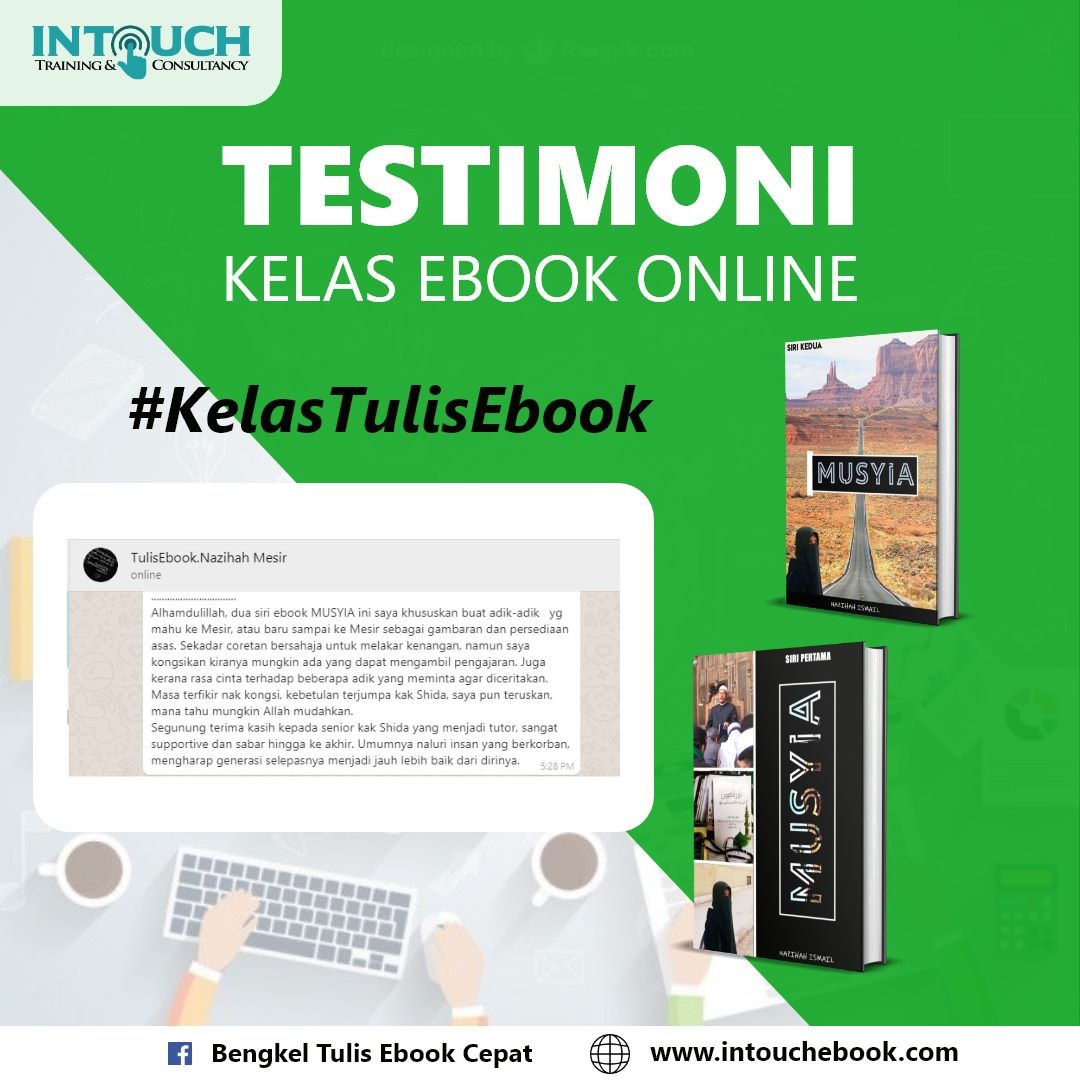 INTOUCH
TRAINING & CONSULTANCY
designed by freepik.com
TESTIMONI
KELAS EBOOK ONLINE
#KelasTulisEbook
SIRI KEDUA
MUSYiA
NAZIHAH ISMAIL
TulisEbook.Nazihah Mesir
online
Alhamdulillah, dua siri ebook MUSYIA ini saya khususkan buat adik-adik yg
mahu ke Mesir, atau baru sampai ke Mesir sebagai gambaran dan persediaan
asas. Sekadar coretan bersahaja untuk melakar kenangan, namun saya
kongsikan kiranya mungkin ada yang dapat mengambil pengajaran. Juga
kerana rasa cinta terhadap beberapa adik yang meminta agar diceritakan.
Masa terfikir nak kongsi, kebetulan terjumpa kak Shida, saya pun teruskan,
mana tahu mungkin Allah mudahkan.
Segunung terima kasih kepada senior kak Shida yang menjadi tutor, sangat
supportive dan sabar hingga ke akhir. Umumnya naluri insan yang berkorban,
mengharap generasi selepasnya menjadi jauh lebih baik dari dirinya.
5:28 PM
SIRI PERTAMA
MUSYiA
NAZIHAH ISMAIL
Bengkel Tulis Ebook Cepat
www.intouchebook.com